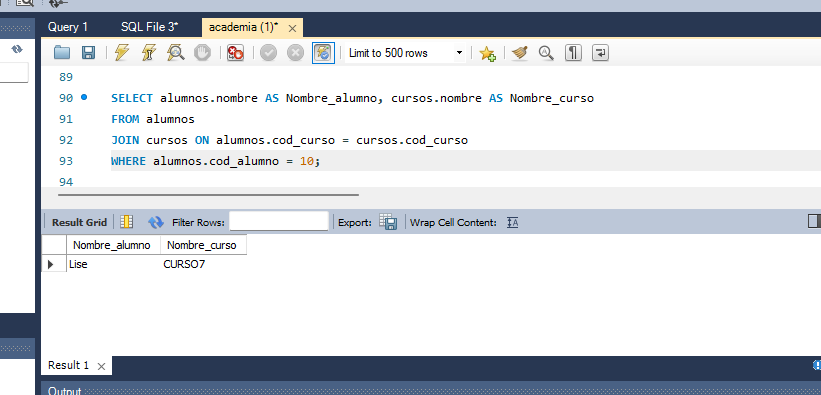 Query 1 SQL File 3* academia (1)*
Limit to 500 rows
89
90 SELECT alumnos.nombre AS Nombre_alumno, cursos.nombre AS Nombre_curso
91 FROM alumnos
92 JOIN cursos ON alumnos.cod_curso = cursos.cod_curso
93 WHERE alumnos.cod_alumno = 10;
94
Result Grid Filter Rows: Export: Wrap Cell Content:
Nombre_alumno Nombre_curso
Lise CURSO7
Result 1
Output